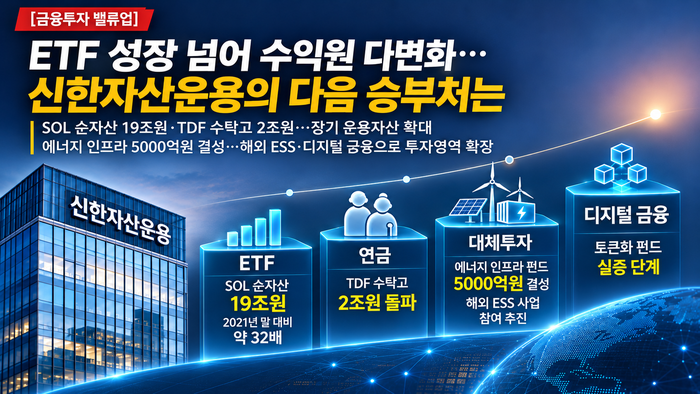 [금융투자 밸류업]
ETF 성장 넘어 수익원 다변화…
신한자산운용의 다음 승부처는
SOL 순자산 19조원·TDF 수탁고 2조원…장기 운용자산 확대
에너지 인프라 5000억원 결성…해외 ESS·디지털 금융으로 투자영역 확장
신한자산운용
ETF
SOL 순자산
19조원
2021년 말 대비
약 32배
연금
TDF 수탁고
2조원 돌파
대체투자
에너지 인프라 펀드
5000억원 결성
해외 ESS 사업
참여 추진
디지털 금융
토큰화 펀드
실증 단계